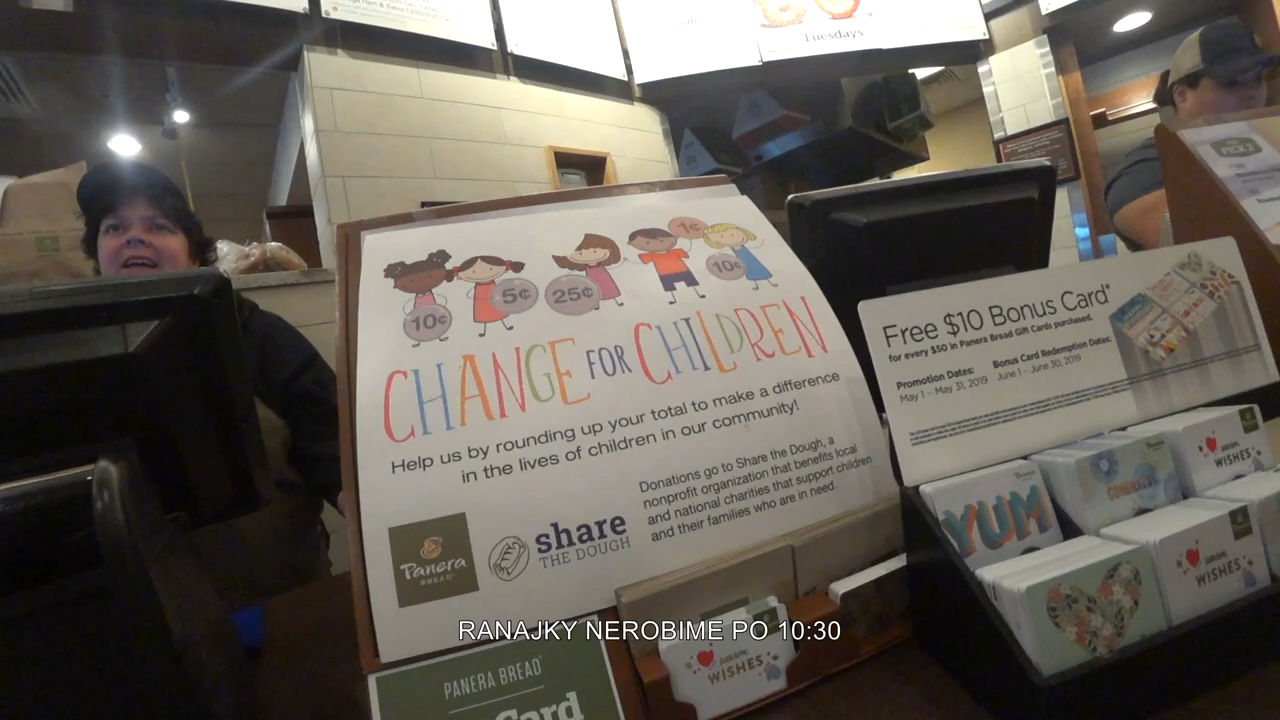 Tuesdays
10¢
5¢
25¢
1¢
10¢
CHANGE FOR CHILDREN
Help us by rounding up your total to make a difference
in the lives of children in our community!
Donations go to Share the Dough, a
nonprofit organization that benefits local
and national charities that support children
and their families who are in need
Panera
BREAD
share
THE DOUGH
Free $10 Bonus Card*
for every $50 in Panera Bread Gift Cards purchased.
Promotion Dates:
May 1 – May 31, 2019
Bonus Card Redemption Dates:
June 1 – June 30, 2019
PICK 2
YUM
CONGRATS!
WISHES
WISHES
WISHES
PANERA BREAD
Card
RANAJKY NEROBIME PO 10:30